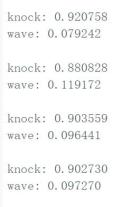 knock: 0.920758
wave: 0.079242
knock: 0.880828
wave: 0.119172
knock: 0.903559
wave: 0.096441
knock: 0.902730
wave: 0.097270